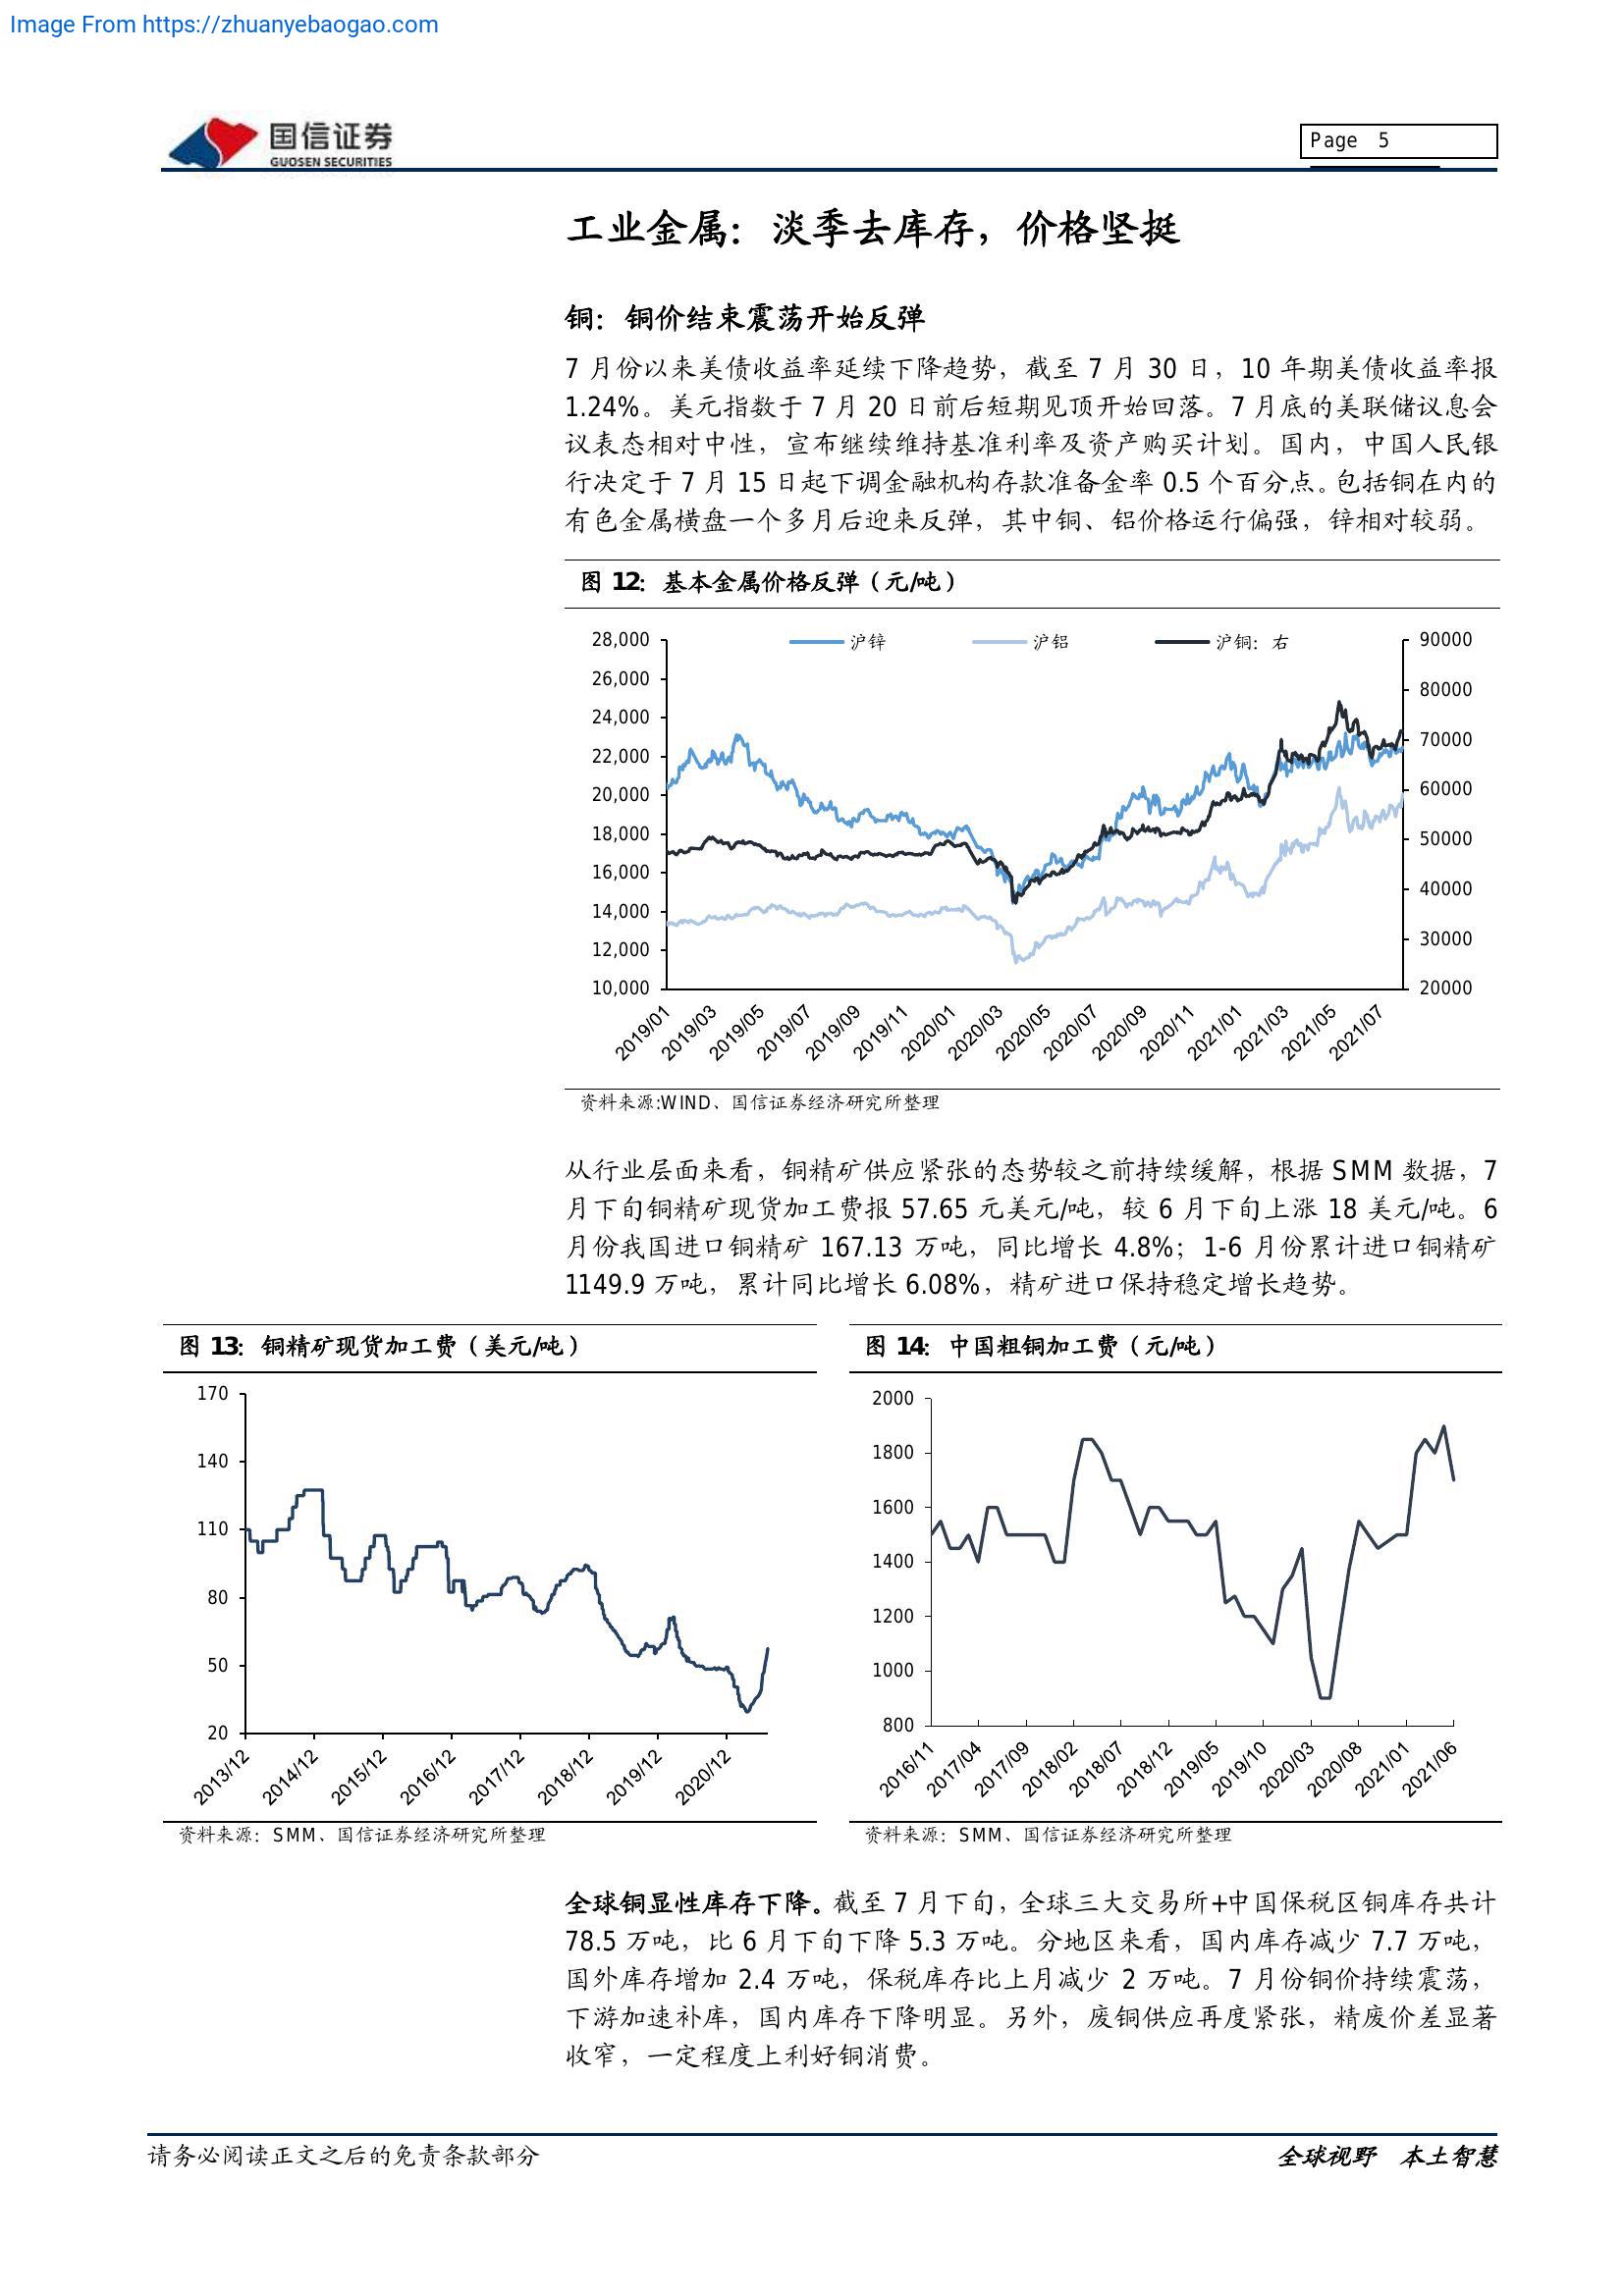 Image From https://zhuanyebaogao.com
国信证券
GUOSEN SECURITIES
Page 5
工业金属：淡季去库存，价格坚挺
铜：铜价结束震荡开始反弹
7 月份以来美债收益率延续下降趋势，截至 7 月 30 日，10 年期美债收益率报
1.24%。美元指数于 7 月 20 日前后短期见顶开始回落。7 月底的美联储议息会
议表态相对中性，宣布继续维持基准利率及资产购买计划。国内，中国人民银
行决定于 7 月 15 日起下调金融机构存款准备金率 0.5 个百分点。包括铜在内的
有色金属横盘一个多月后迎来反弹，其中铜、铝价格运行偏强，锌相对较弱。
图 12：基本金属价格反弹（元/吨）
沪锌 沪铝 沪铜：右
28,000
26,000
24,000
22,000
20,000
18,000
16,000
14,000
12,000
10,000
90000
80000
70000
60000
50000
40000
30000
20000
2019/01 2019/03 2019/05 2019/07 2019/09 2019/11 2020/01 2020/03 2020/05 2020/07 2020/09 2020/11 2021/01 2021/03 2021/05 2021/07
资料来源:WIND、国信证券经济研究所整理
从行业层面来看，铜精矿供应紧张的态势较之前持续缓解，根据 SMM 数据，7
月下旬铜精矿现货加工费报 57.65 元美元/吨，较 6 月下旬上涨 18 美元/吨。6
月份我国进口铜精矿 167.13 万吨，同比增长 4.8%；1-6 月份累计进口铜精矿
1149.9 万吨，累计同比增长 6.08%，精矿进口保持稳定增长趋势。
图 13：铜精矿现货加工费（美元/吨）
170
140
110
80
50
20
2013/12 2014/12 2015/12 2016/12 2017/12 2018/12 2019/12 2020/12
资料来源：SMM、国信证券经济研究所整理
图 14：中国粗铜加工费（元/吨）
2000
1800
1600
1400
1200
1000
800
2016/11 2017/04 2017/09 2018/02 2018/07 2018/12 2019/05 2019/10 2020/03 2020/08 2021/01 2021/06
资料来源：SMM、国信证券经济研究所整理
全球铜显性库存下降。截至 7 月下旬，全球三大交易所+中国保税区铜库存共计
78.5 万吨，比 6 月下旬下降 5.3 万吨。分地区来看，国内库存减少 7.7 万吨，
国外库存增加 2.4 万吨，保税库存比上月减少 2 万吨。7 月份铜价持续震荡，
下游加速补库，国内库存下降明显。另外，废铜供应再度紧张，精废价差显著
收窄，一定程度上利好铜消费。
请务必阅读正文之后的免责条款部分
全球视野 本土智慧